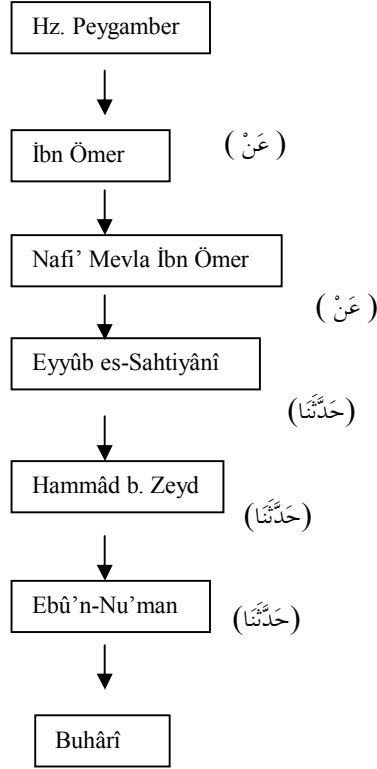 Hz. Peygamber
İbn Ömer
( عَنْ )
Nafi’ Mevla İbn Ömer
( عَنْ )
Eyyûb es-Sahtiyânî
(حَدَّثَنَا)
Hammâd b. Zeyd
(حَدَّثَنَا)
Ebû’n-Nu’man
(حَدَّثَنَا)
Buhârî